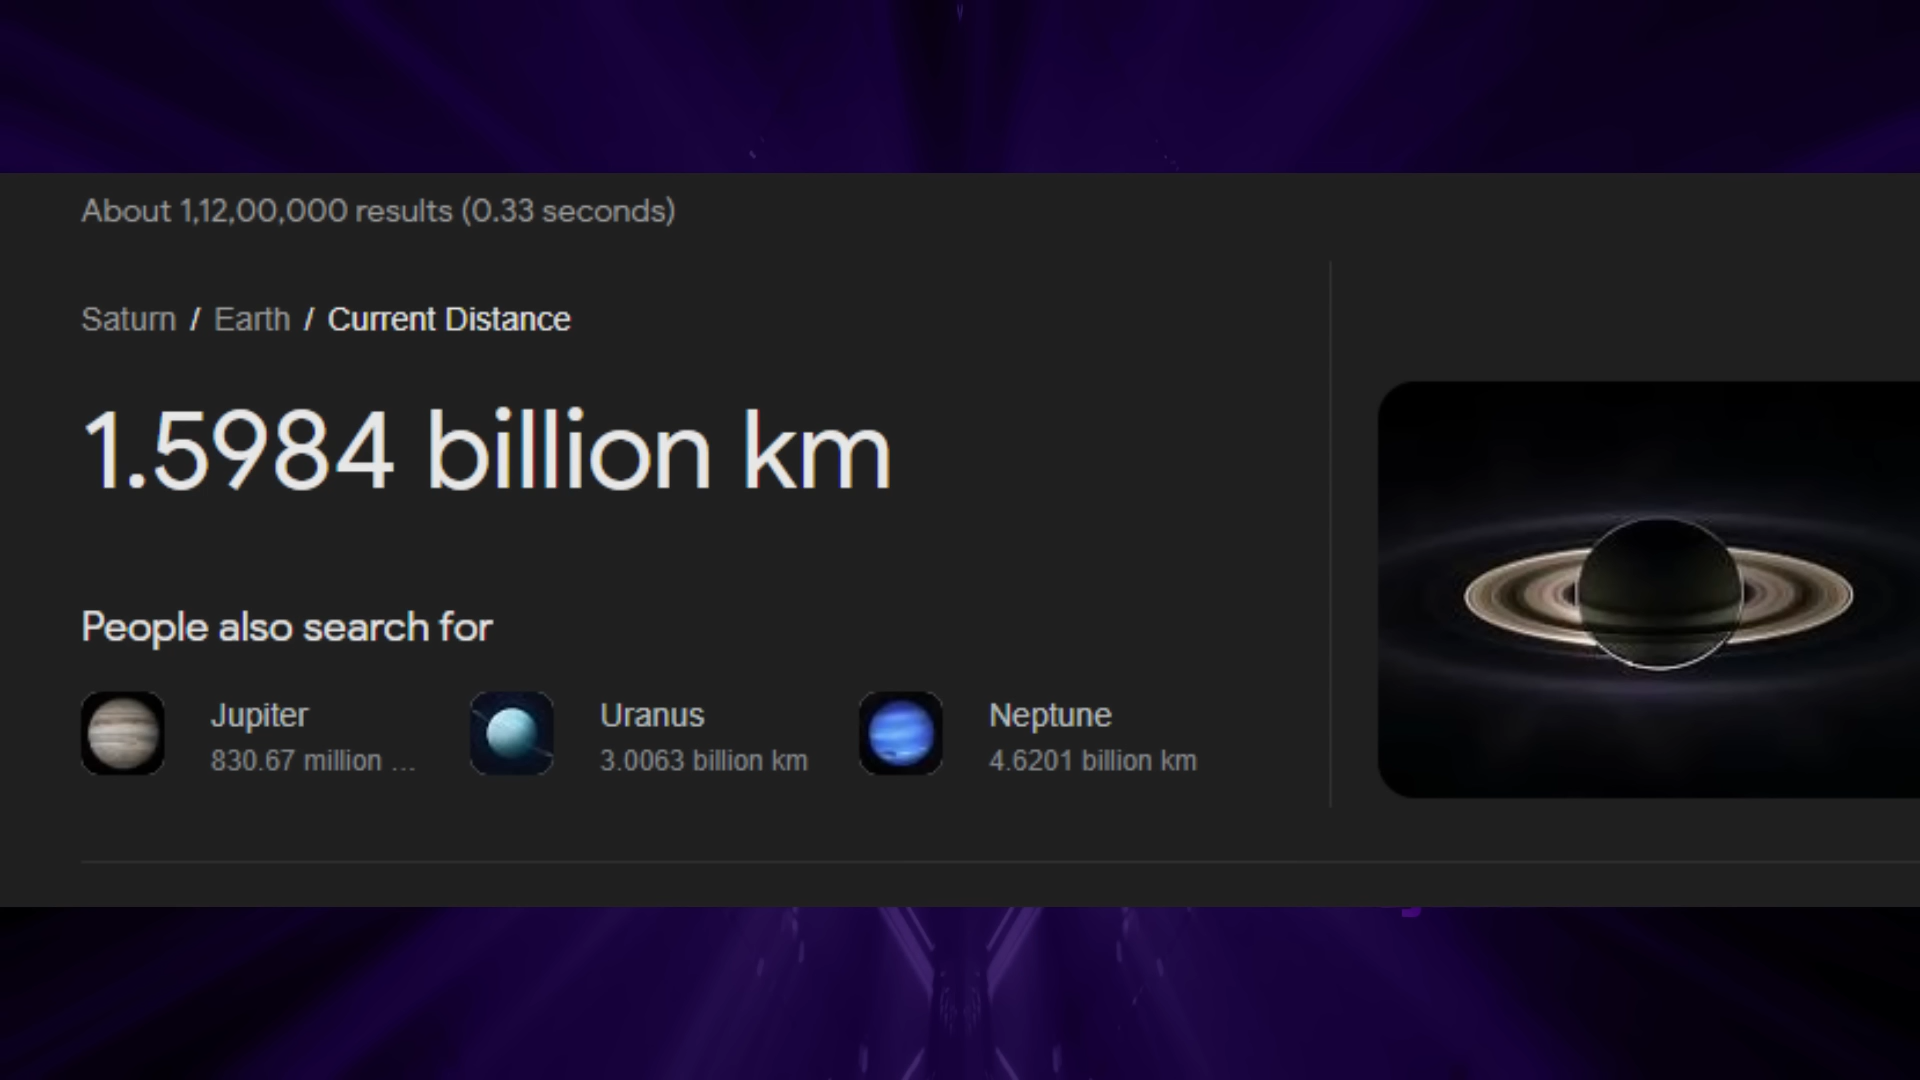 About 1,12,00,000 results (0.33 seconds)
Saturn / Earth / Current Distance
1.5984 billion km
People also search for
Jupiter
830.67 million ...
Uranus
3.0063 billion km
Neptune
4.6201 billion km